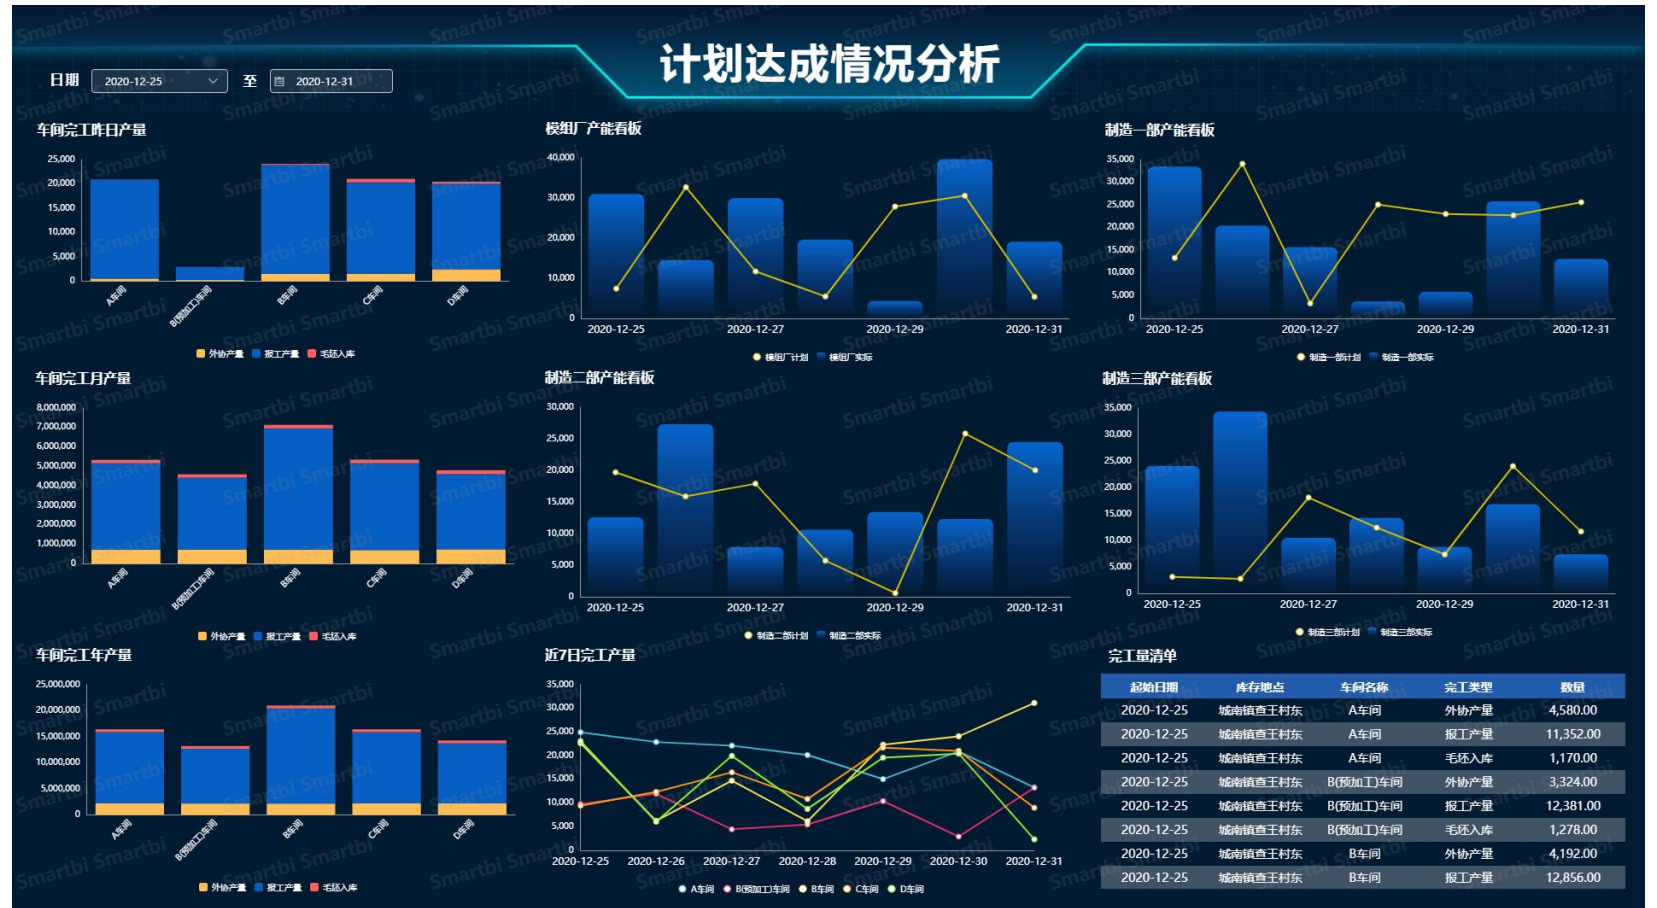 计划达成情况分析
日期 2020-12-25 至 2020-12-31
车间完工昨日产量
25,000
20,000
15,000
10,000
5,000
0
A车间
B(预加工)车间
B车间
C车间
D车间
外协产量 报工产量 毛坯入库
模组厂产能看板
40,000
30,000
20,000
10,000
0
2020-12-25 2020-12-27 2020-12-29 2020-12-31
模组厂计划 模组厂实际
制造一部产能看板
35,000
30,000
25,000
20,000
15,000
10,000
5,000
0
2020-12-25 2020-12-27 2020-12-29 2020-12-31
制造一部计划 制造一部实际
车间完工月产量
8,000,000
7,000,000
6,000,000
5,000,000
4,000,000
3,000,000
2,000,000
1,000,000
0
A车间
B(预加工)车间
B车间
C车间
D车间
外协产量 报工产量 毛坯入库
制造二部产能看板
30,000
25,000
20,000
15,000
10,000
5,000
0
2020-12-25 2020-12-27 2020-12-29 2020-12-31
制造二部计划 制造二部实际
制造三部产能看板
35,000
30,000
25,000
20,000
15,000
10,000
5,000
0
2020-12-25 2020-12-27 2020-12-29 2020-12-31
制造三部计划 制造三部实际
车间完工年产量
25,000,000
20,000,000
15,000,000
10,000,000
5,000,000
0
A车间
B(预加工)车间
B车间
C车间
D车间
外协产量 报工产量 毛坯入库
近7日完工产量
35,000
30,000
25,000
20,000
15,000
10,000
5,000
0
2020-12-25 2020-12-26 2020-12-27 2020-12-28 2020-12-29 2020-12-30 2020-12-31
A车间 B(预加工)车间 B车间 C车间 D车间
完工量清单
起始日期 库存地点 车间名称 完工类型 数量
2020-12-25 城南镇查王村东 A车间 外协产量 4,580.00
2020-12-25 城南镇查王村东 A车间 报工产量 11,352.00
2020-12-25 城南镇查王村东 A车间 毛坯入库 1,170.00
2020-12-25 城南镇查王村东 B(预加工)车间 外协产量 3,324.00
2020-12-25 城南镇查王村东 B(预加工)车间 报工产量 12,381.00
2020-12-25 城南镇查王村东 B(预加工)车间 毛坯入库 1,278.00
2020-12-25 城南镇查王村东 B车间 外协产量 4,192.00
2020-12-25 城南镇查王村东 B车间 报工产量 12,856.00
Smartbi Smartbi